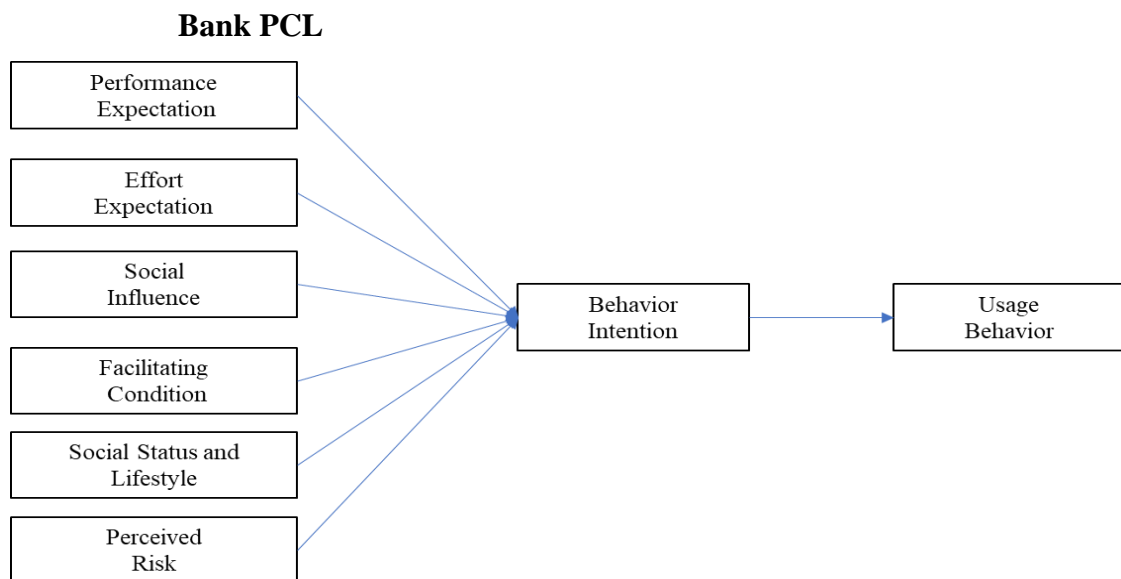 Bank PCL
Performance
Expectation
Effort
Expectation
Social
Influence
Facilitating
Condition
Social Status and
Lifestyle
Perceived
Risk
Behavior
Intention
Usage
Behavior